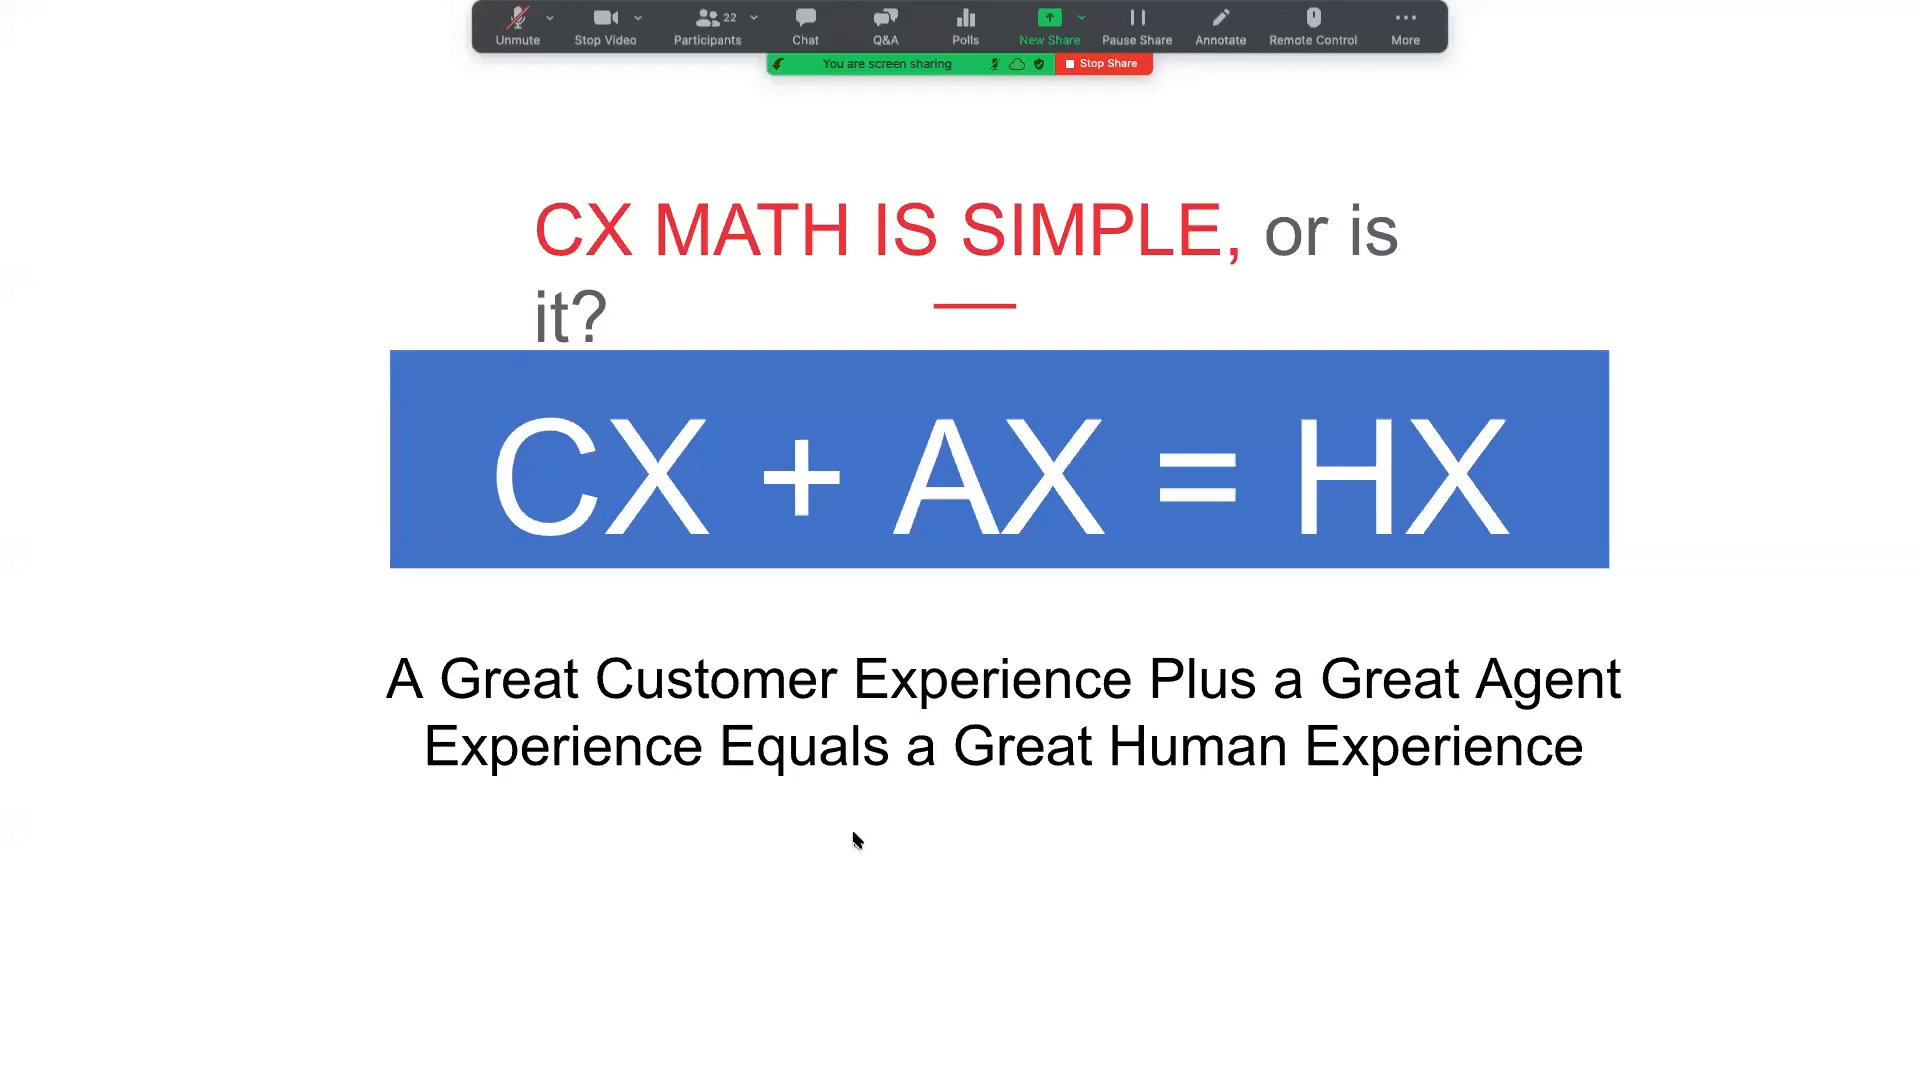 Unmute
Stop Video
22
Participants
Chat
Q&A
Polls
New Share
Pause Share
Annotate
Remote Control
More
You are screen sharing
Stop Share
CX MATH IS SIMPLE, or is
it?
CX + AX = HX
A Great Customer Experience Plus a Great Agent
Experience Equals a Great Human Experience